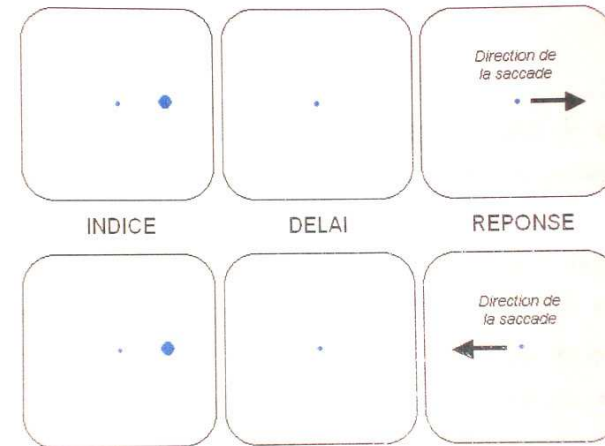 Direction de
la saccade
INDICE
DELAI
REPONSE
Direction de
la saccade